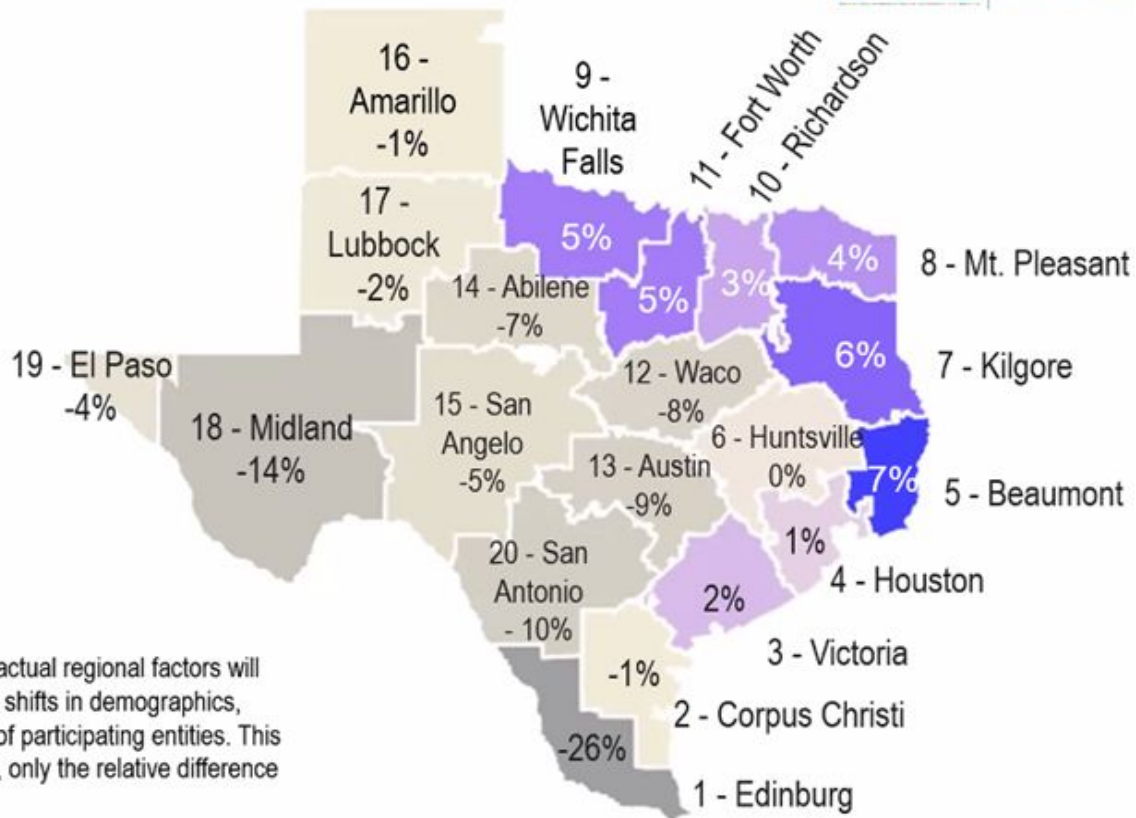 16 -
Amarillo
-1%
9 -
Wichita
Falls
5%
11 - Fort Worth
10 - Richardson
17 -
Lubbock
-2%
14 - Abilene
-7%
5%
3%
4%
8 - Mt. Pleasant
6%
7 - Kilgore
19 - El Paso
-4%
18 - Midland
-14%
15 - San
Angelo
-5%
12 - Waco
-8%
13 - Austin
-9%
6 - Huntsville
0%
7%
5 - Beaumont
1%
4 - Houston
20 - San
Antonio
- 10%
2%
3 - Victoria
-1%
2 - Corpus Christi
-26%
1 - Edinburg
actual regional factors will
shifts in demographics,
of participating entities. This
, only the relative difference